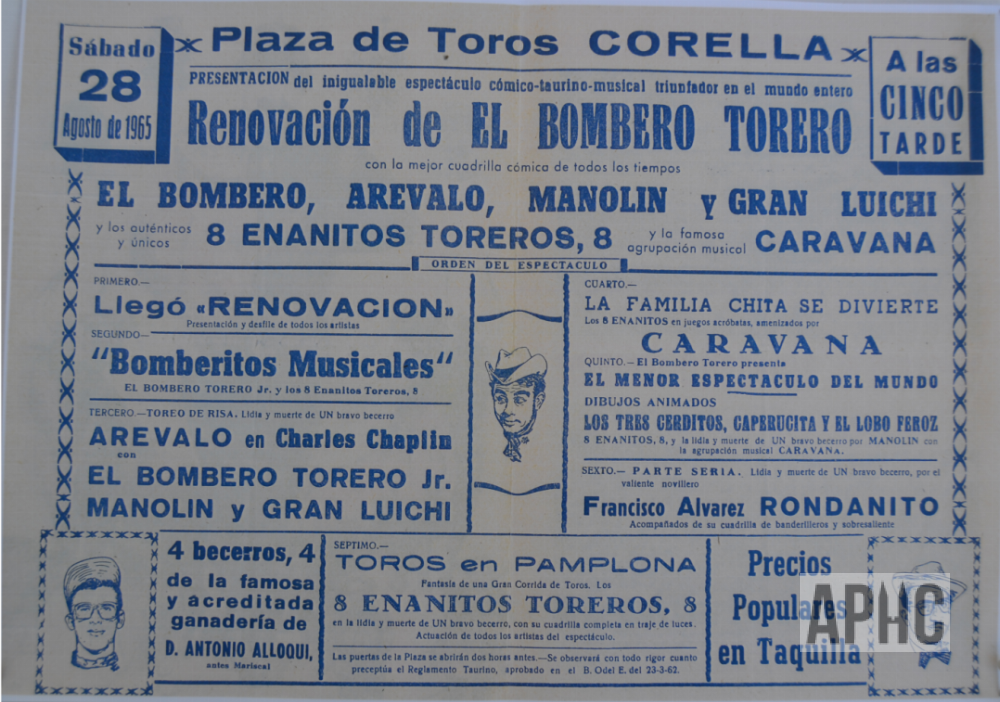 Sábado
28
Agosto de 1965
Plaza de Toros CORELLA
A las
CINCO
TARDE
PRESENTACION del inigualable espectáculo cómico-taurino-musical triunfador en el mundo entero
Renovación de EL BOMBERO TORERO
con la mejor cuadrilla cómica de todos los tiempos
EL BOMBERO, AREVALO, MANOLIN y GRAN LUICHI
y los auténticos
y únicos
8 ENANITOS TOREROS, 8
y la famosa
agrupación musical
CARAVANA
ORDEN DEL ESPECTACULO
PRIMERO.—
Llegó «RENOVACION»
Presentación y desfile de todos los artistas
SEGUNDO.—
"Bomberitos Musicales"
EL BOMBERO TORERO Jr. y los 8 Enanitos Toreros, 8
TERCERO.—TOREO DE RISA. Lidia y muerte de UN bravo becerro
AREVALO en Charles Chaplin
con
EL BOMBERO TORERO Jr.
MANOLIN y GRAN LUICHI
CUARTO.—
LA FAMILIA CHITA SE DIVIERTE
Los 8 ENANITOS en juegos acróbatas, amenizados por
CARAVANA
QUINTO.—El Bombero Torero presenta
EL MENOR ESPECTACULO DEL MUNDO
DIBUJOS ANIMADOS
LOS TRES CERDITOS, CAPERUCITA Y EL LOBO FEROZ
8 ENANITOS, 8, y la lidia y muerte de UN bravo becerro por MANOLIN con
la agrupación musical CARAVANA.
SEXTO.— PARTE SERIA. Lidia y muerte de UN bravo becerro, por el
valiente novillero
Francisco Alvarez RONDANITO
Acompañados de su cuadrilla de banderilleros y sobresaliente
4 becerros, 4
de la famosa
y acreditada
ganadería de
D. ANTONIO ALLOQUI,
antes Mariscal
SEPTIMO.—
TOROS en PAMPLONA
Fantasía de una Gran Corrida de Toros. Los
8 ENANITOS TOREROS, 8
en la lidia y muerte de UN bravo becerro, con su cuadrilla completa en traje de luces.
Actuación de todos los artistas del espectáculo.
Las puertas de la Plaza se abrirán dos horas antes.—Se observará con todo rigor cuanto
preceptúa el Reglamento Taurino, aprobado en el B. Odel E. del 23-3-62.
Precios
Populares
en Taquilla
APHC